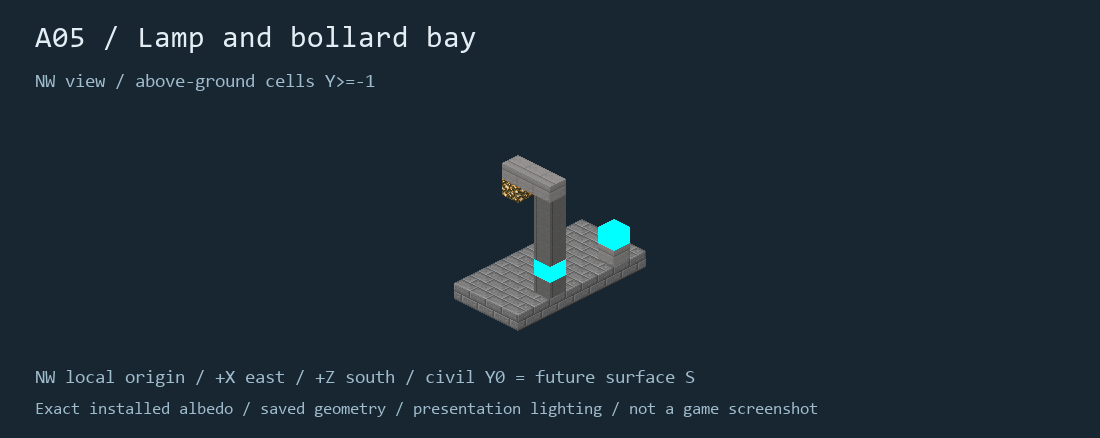 A05 / Lamp and bollard bay
NW view / above-ground cells Y>=-1
NW local origin / +X east / +Z south / civil Y0 = future surface S
Exact installed albedo / saved geometry / presentation lighting / not a game screenshot